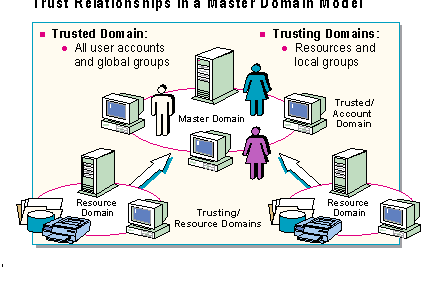 Trust Relationships in a Master Domain Model
Trusted Domain:
All user accounts
and global groups
Trusting Domains:
Resources and
local groups
Master Domain
Trusted/
Account
Domain
Resource
Domain
Trusting/
Resource Domains
Resource
Domain